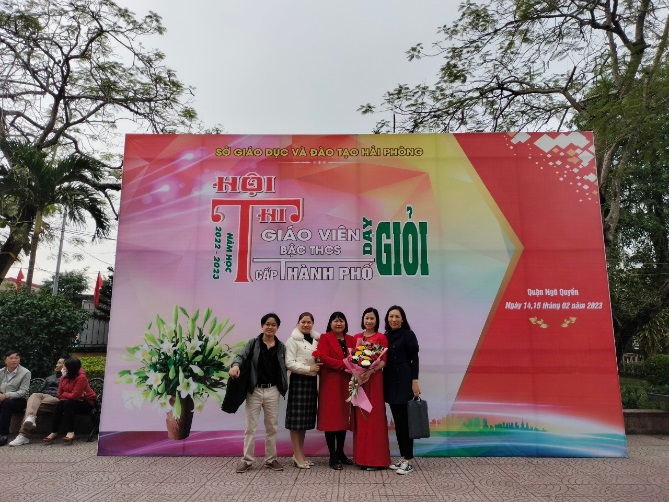 SỞ GIÁO DỤC VÀ ĐÀO TẠO HẢI PHÒNG
HỘI
THI
NĂM HỌC
2022 - 2023
GIÁO VIÊN
BẬC THCS
DẠY
GIỎI
CẤP THÀNH PHỐ
Quận Ngô Quyền
Ngày 14,15 tháng 02 năm 2023